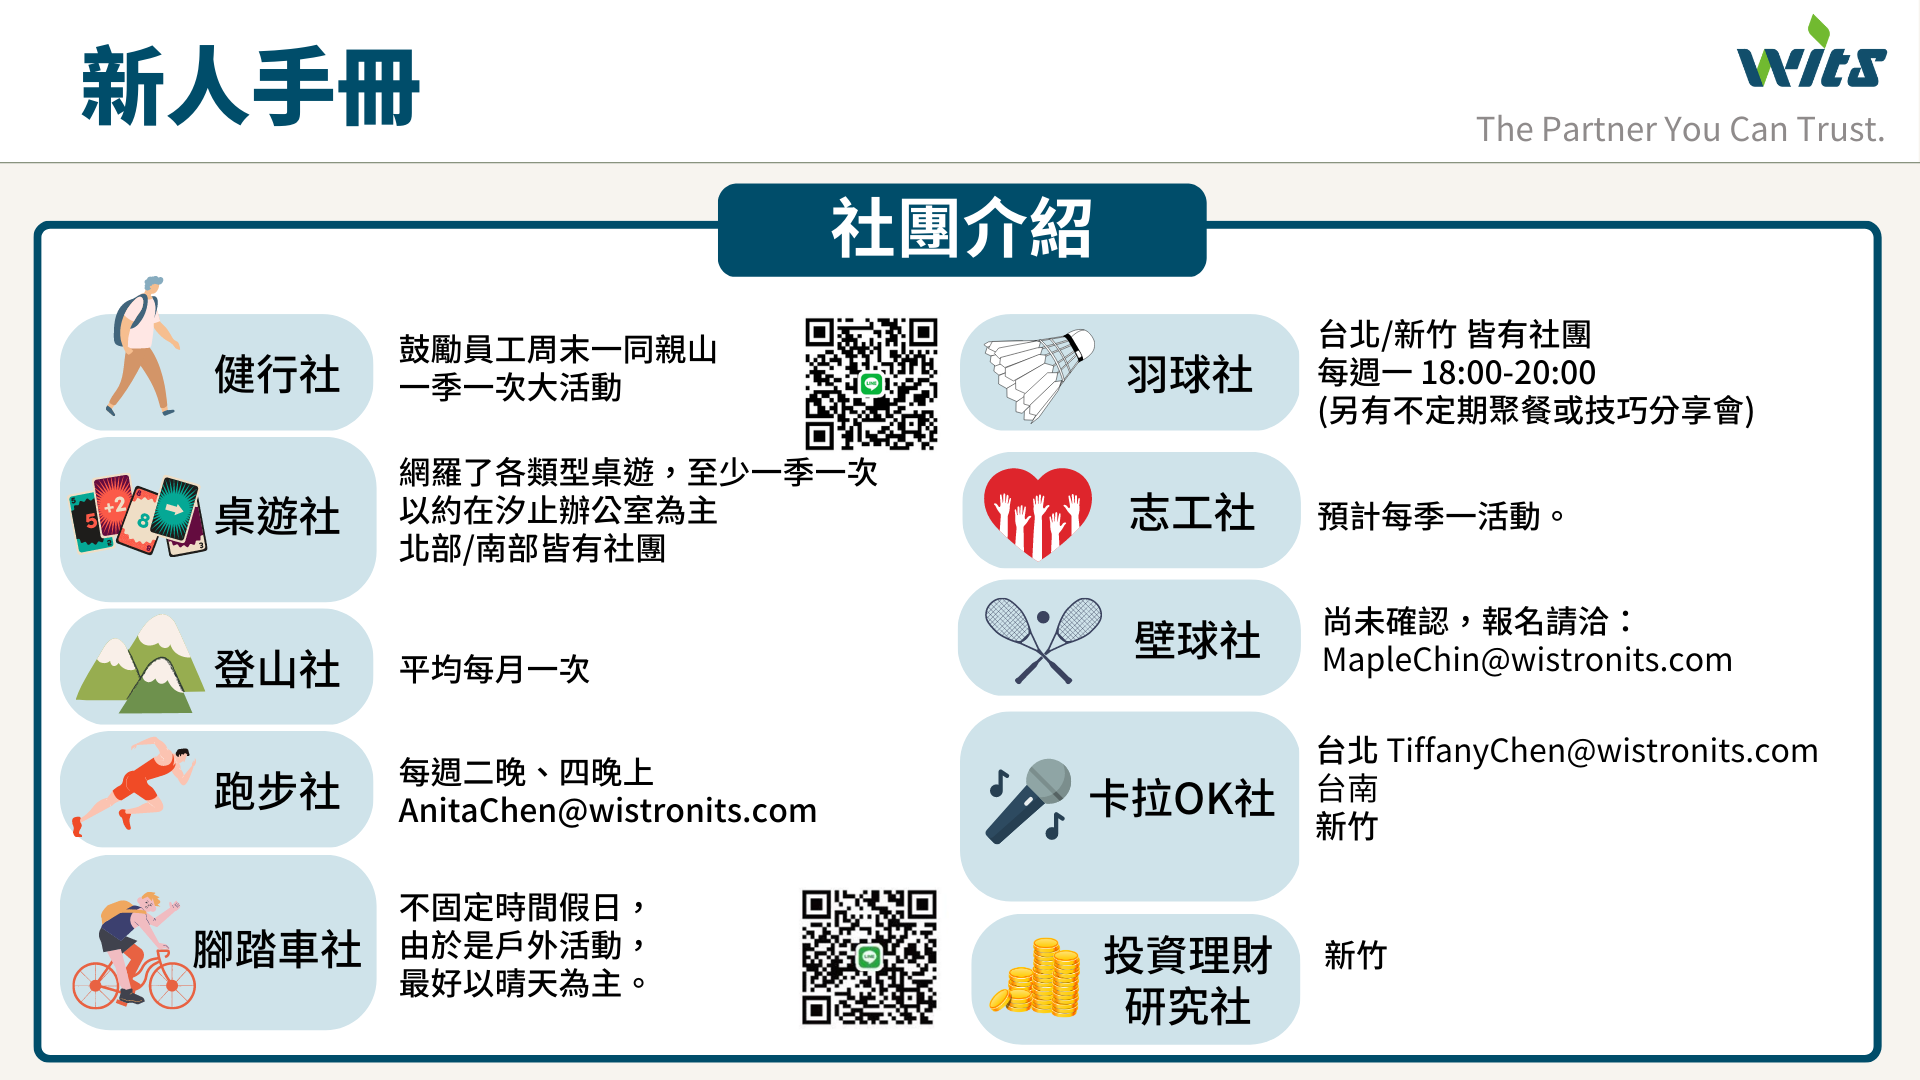 新人手冊
wits
The Partner You Can Trust.
社團介紹
健行社
鼓勵員工周末一同親山
一季一次大活動
桌遊社
網羅了各類型桌遊，至少一季一次
以約在汐止辦公室為主
北部/南部皆有社團
登山社
平均每月一次
跑步社
每週二晚、四晚上
AnitaChen@wistronits.com
腳踏車社
不固定時間假日，
由於是戶外活動，
最好以晴天為主。
羽球社
台北/新竹 皆有社團
每週一 18:00-20:00
(另有不定期聚餐或技巧分享會)
志工社
預計每季一活動。
壁球社
尚未確認，報名請洽：
MapleChin@wistronits.com
卡拉OK社
台北 TiffanyChen@wistronits.com
台南
新竹
投資理財
研究社
新竹
5
+2
8
3
LINE
LINE